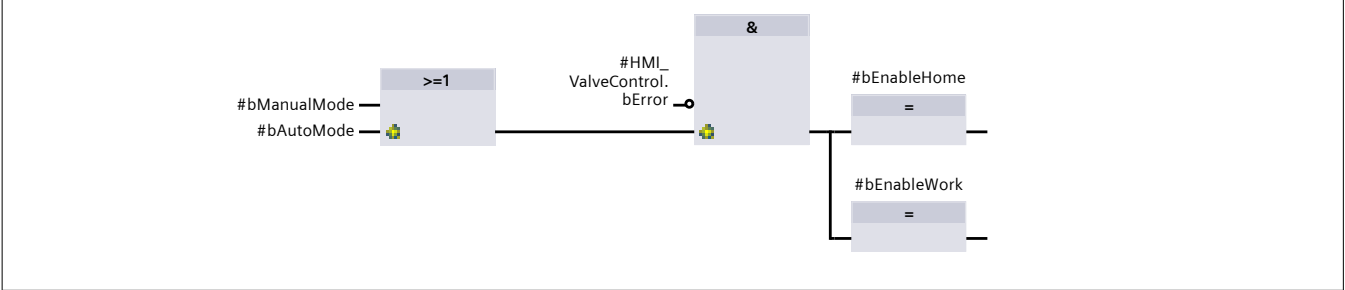 &
#HMI_
ValveControl.
bError
>=1
#bManualMode
#bAutoMode
#bEnableHome
=
#bEnableWork
=